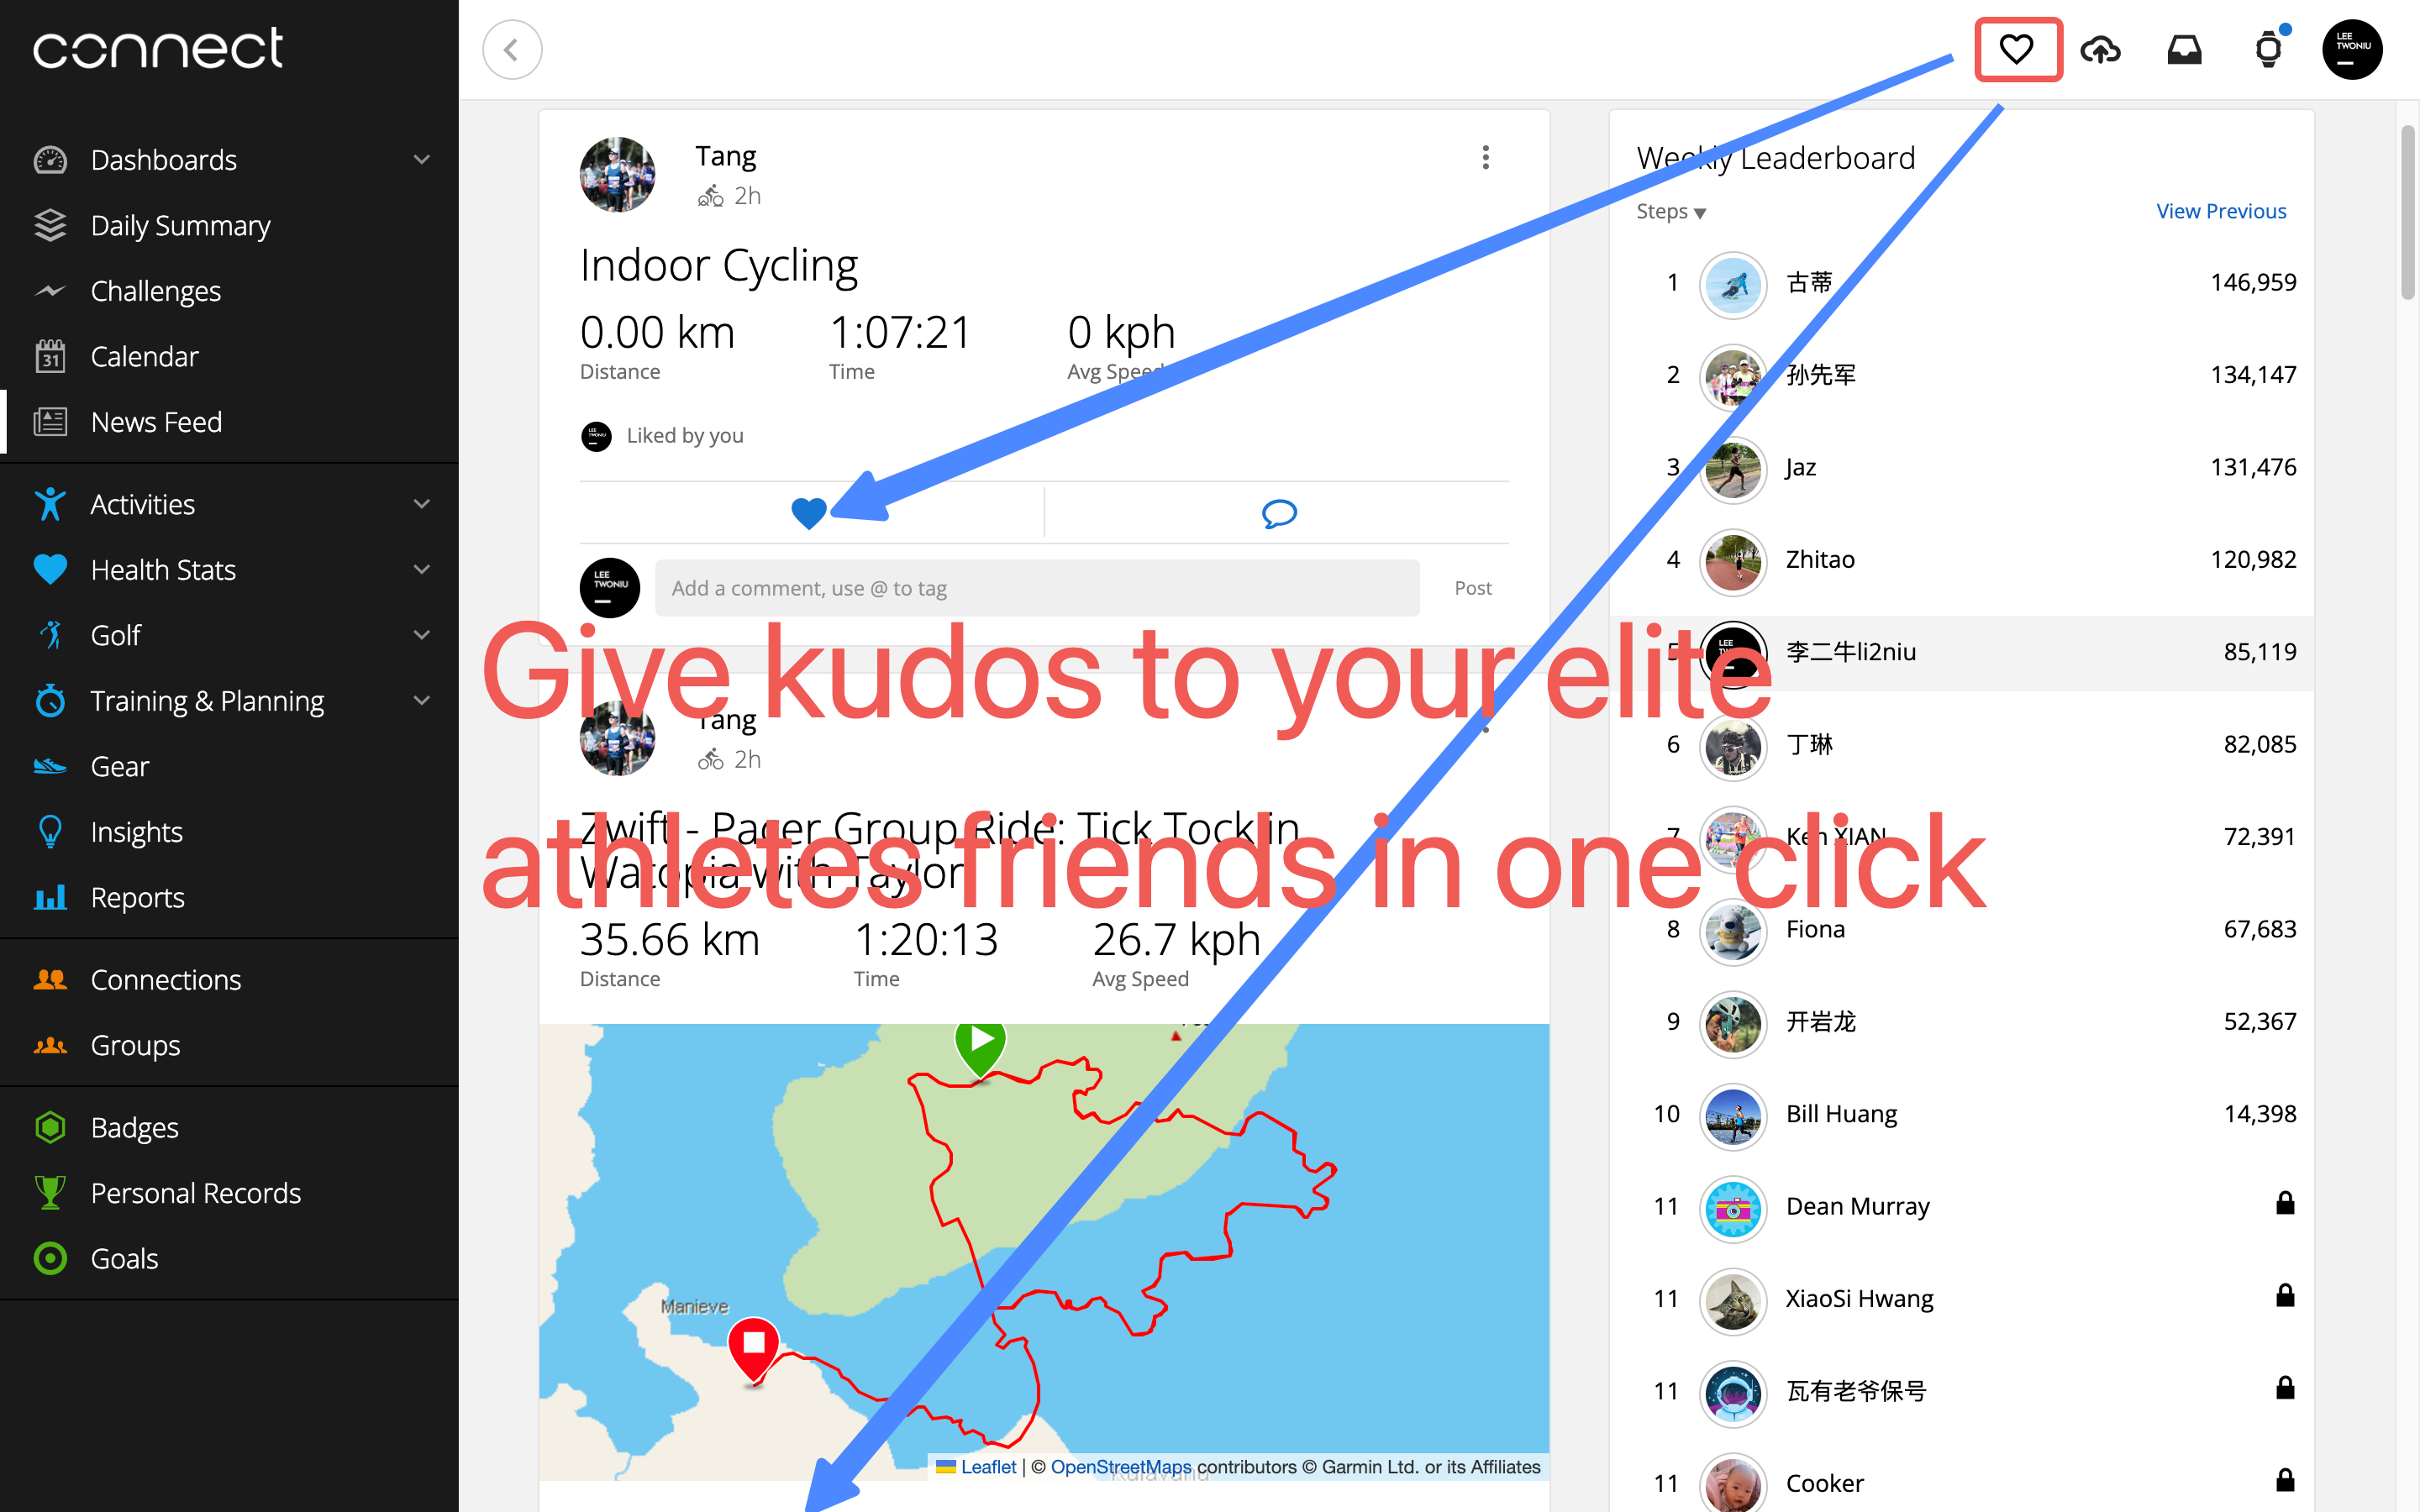 connect
Dashboards
Daily Summary
Challenges
31
Calendar
News Feed
Activities
Health Stats
Golf
Training & Planning
Gear
Insights
Reports
Connections
Groups
Badges
Personal Records
Goals
LEE
TWONIU
Tang
2h
Indoor Cycling
0.00 km 1:07:21 0 kph
Distance Time Avg Speed
LEE
TWONIU
Liked by you
LEE
TWONIU
Add a comment, use @ to tag Post
Give kudos to your elite
athletes friends in one click
Tang
2h
Zwift - Pacer Group Ride: Tick Tock in
Watopia with Taylor
35.66 km 1:20:13 26.7 kph
Distance Time Avg Speed
Manieve
Leaflet | © OpenStreetMaps contributors © Garmin Ltd. or its Affiliates
Weekly Leaderboard
Steps View Previous
1 古蒂 146,959
2 孙先军 134,147
3 Jaz 131,476
4 Zhitao 120,982
5 LEE 李二牛li2niu 85,119
6 丁琳 82,085
7 Ken XIAN 72,391
8 Fiona 67,683
9 开岩龙 52,367
10 Bill Huang 14,398
11 Dean Murray
11 XiaoSi Hwang
11 瓦有老爷保号
11 Cooker